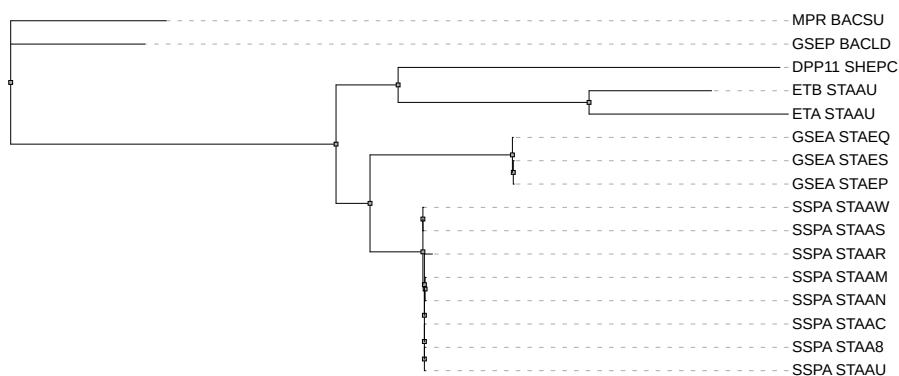 MPR BACSU
GSEP BACLD
DPP11 SHEPC
ETB STAAU
ETA STAAU
GSEA STAEQ
GSEA STAES
GSEA STAEP
SSPA STAAW
SSPA STAAS
SSPA STAAR
SSPA STAAM
SSPA STAAN
SSPA STAAC
SSPA STAA8
SSPA STAAU